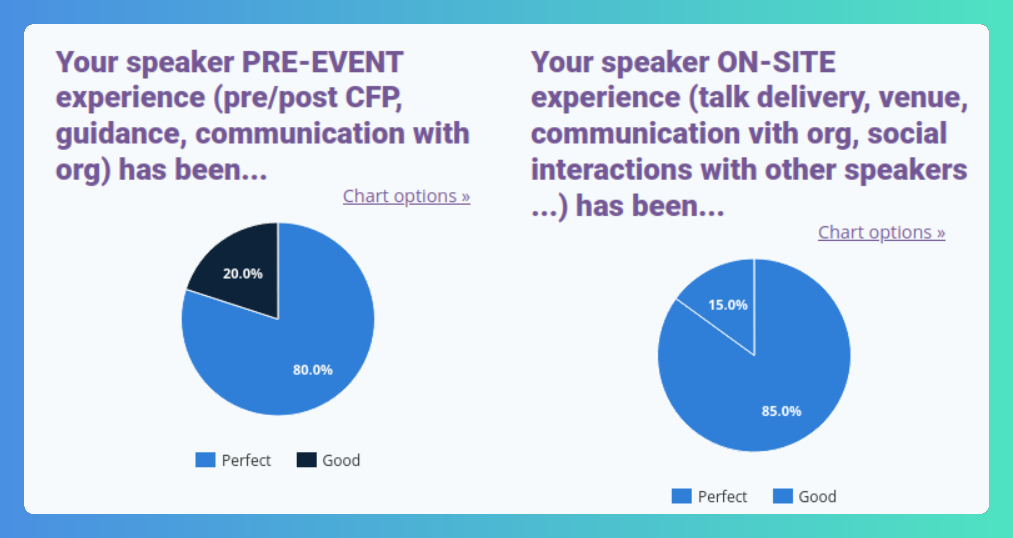 Your speaker PRE-EVENT
experience (pre/post CFP,
guidance, communication with
org) has been...
Chart options »
20.0%
80.0%
Perfect
Good
Your speaker ON-SITE
experience (talk delivery, venue,
communication vith org, social
interactions with other speakers
...) has been...
Chart options »
15.0%
85.0%
Perfect
Good